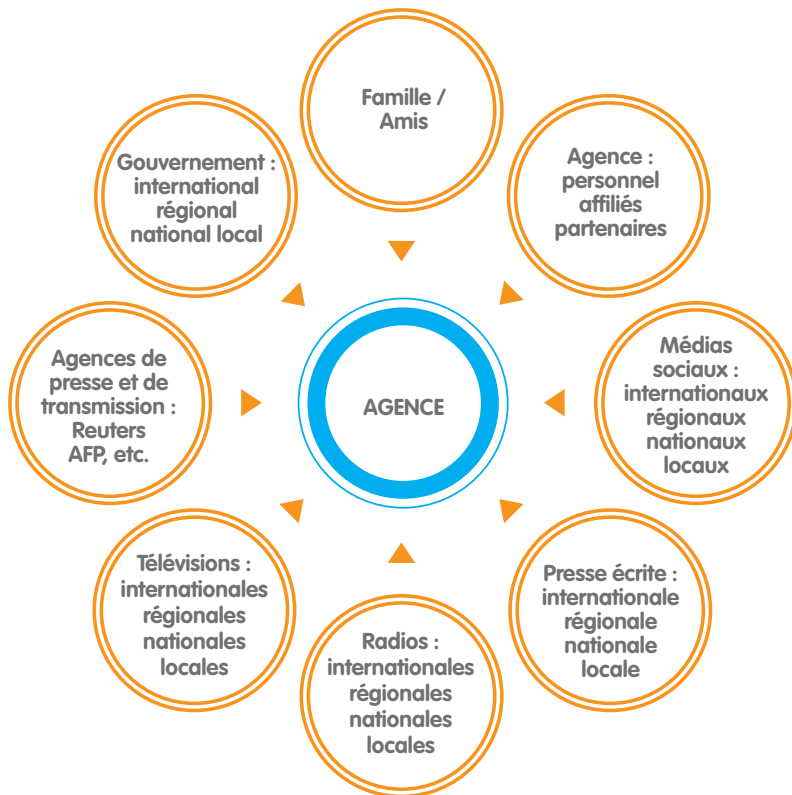 Famille /
Amis
Agence :
personnel
affiliés
partenaires
Médias
sociaux :
internationaux
régionaux
nationaux
locaux
Presse écrite :
internationale
régionale
nationale
locale
Radios :
internationales
régionales
nationales
locales
Télévisions :
internationales
régionales
nationales
locales
Agences de
presse et de
transmission :
Reuters
AFP, etc.
Gouvernement :
international
régional
national local
AGENCE